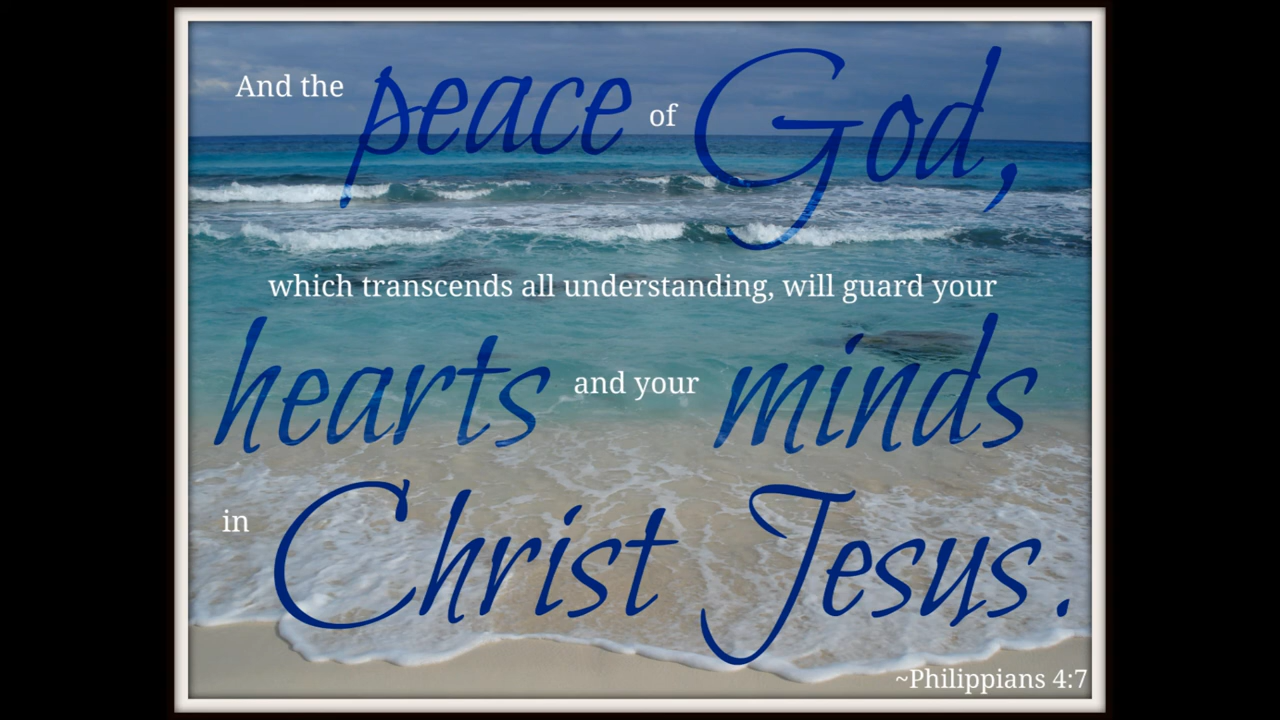 And the peace of God,
which transcends all understanding, will guard your
hearts and your minds
in Christ Jesus.
~Philippians 4:7